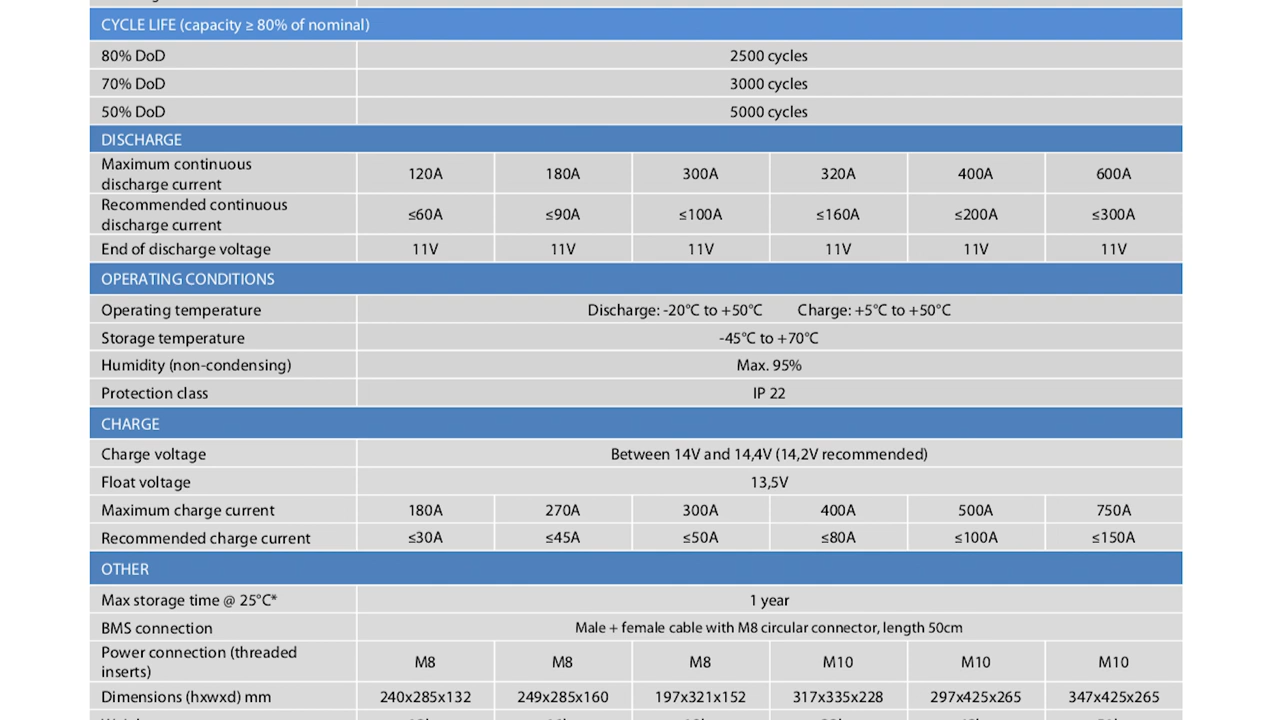 CYCLE LIFE (capacity ≥ 80% of nominal)
80% DoD 2500 cycles
70% DoD 3000 cycles
50% DoD 5000 cycles
DISCHARGE
Maximum continuous
discharge current 120A 180A 300A 320A 400A 600A
Recommended continuous
discharge current ≤60A ≤90A ≤100A ≤160A ≤200A ≤300A
End of discharge voltage 11V 11V 11V 11V 11V 11V
OPERATING CONDITIONS
Operating temperature Discharge: -20°C to +50°C Charge: +5°C to +50°C
Storage temperature -45°C to +70°C
Humidity (non-condensing) Max. 95%
Protection class IP 22
CHARGE
Charge voltage Between 14V and 14,4V (14,2V recommended)
Float voltage 13,5V
Maximum charge current 180A 270A 300A 400A 500A 750A
Recommended charge current ≤30A ≤45A ≤50A ≤80A ≤100A ≤150A
OTHER
Max storage time @ 25°C* 1 year
BMS connection Male + female cable with M8 circular connector, length 50cm
Power connection (threaded
inserts) M8 M8 M8 M10 M10 M10
Dimensions (hxwxd) mm 240x285x132 249x285x160 197x321x152 317x335x228 297x425x265 347x425x265